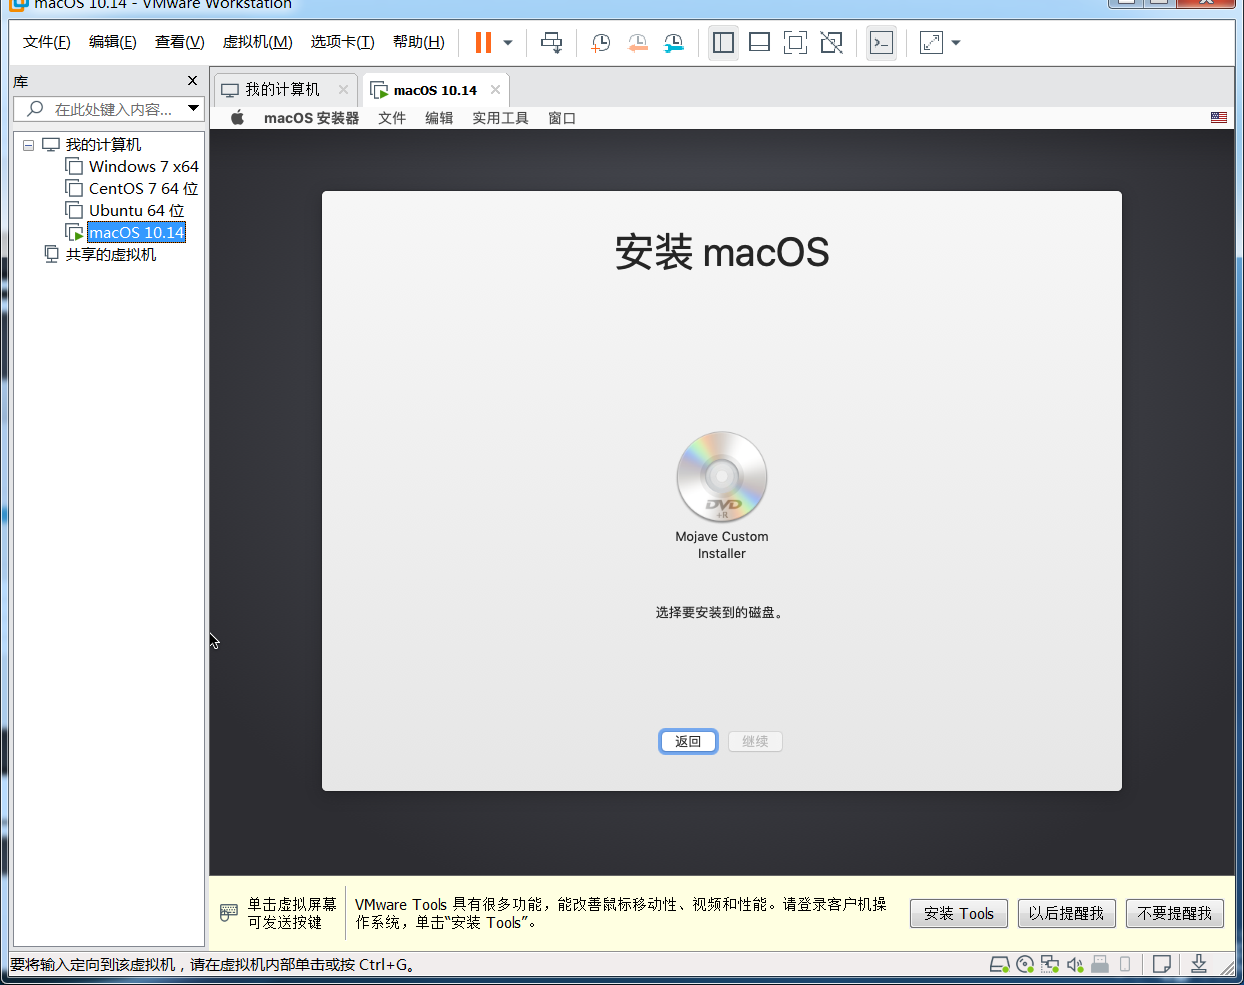 macOS 10.14 - VMware Workstation
文件(F) 编辑(E) 查看(V) 虚拟机(M) 选项卡(T) 帮助(H)
库
在此处键入内容...
我的计算机
Windows 7 x64
CentOS 7 64 位
Ubuntu 64 位
macOS 10.14
共享的虚拟机
我的计算机 macOS 10.14
macOS 安装器 文件 编辑 实用工具 窗口
安装 macOS
DVD
+R
Mojave Custom
Installer
选择要安装到的磁盘。
返回 继续
单击虚拟屏幕
可发送按键
VMware Tools 具有很多功能，能改善鼠标移动性、视频和性能。请登录客户机操
作系统，单击“安装 Tools”。
安装 Tools 以后提醒我 不要提醒我
要将输入定向到该虚拟机，请在虚拟机内部单击或按 Ctrl+G。